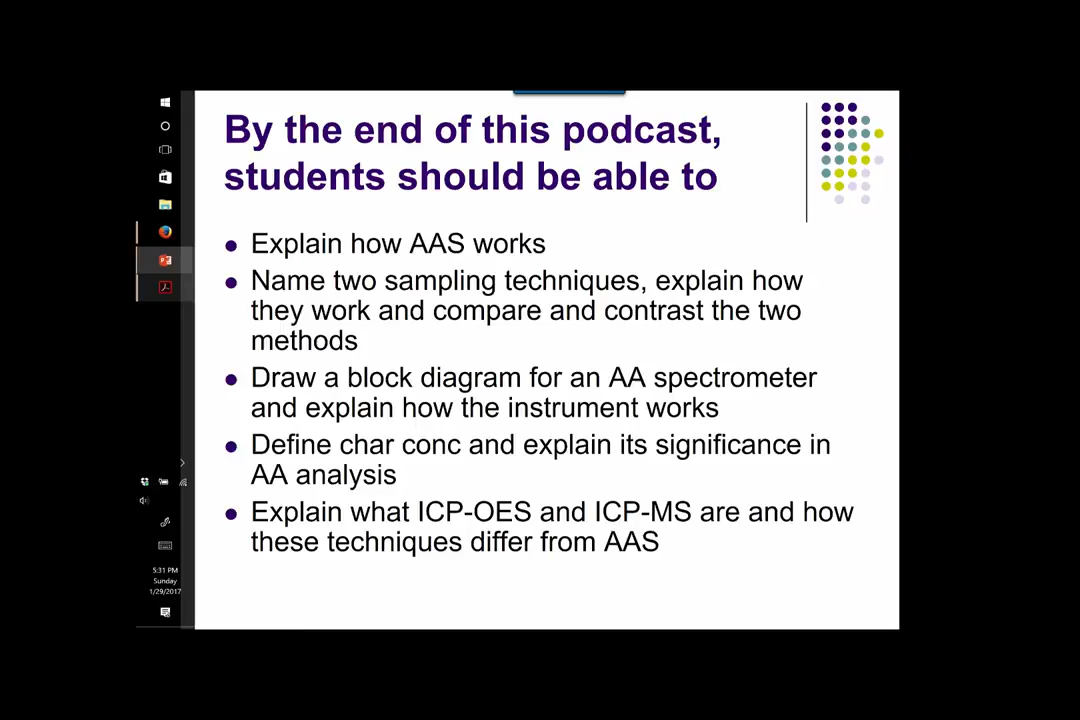 By the end of this podcast,
students should be able to
Explain how AAS works
Name two sampling techniques, explain how
they work and compare and contrast the two
methods
Draw a block diagram for an AA spectrometer
and explain how the instrument works
Define char conc and explain its significance in
AA analysis
Explain what ICP-OES and ICP-MS are and how
these techniques differ from AAS
5:31 PM
Sunday
1/29/2017